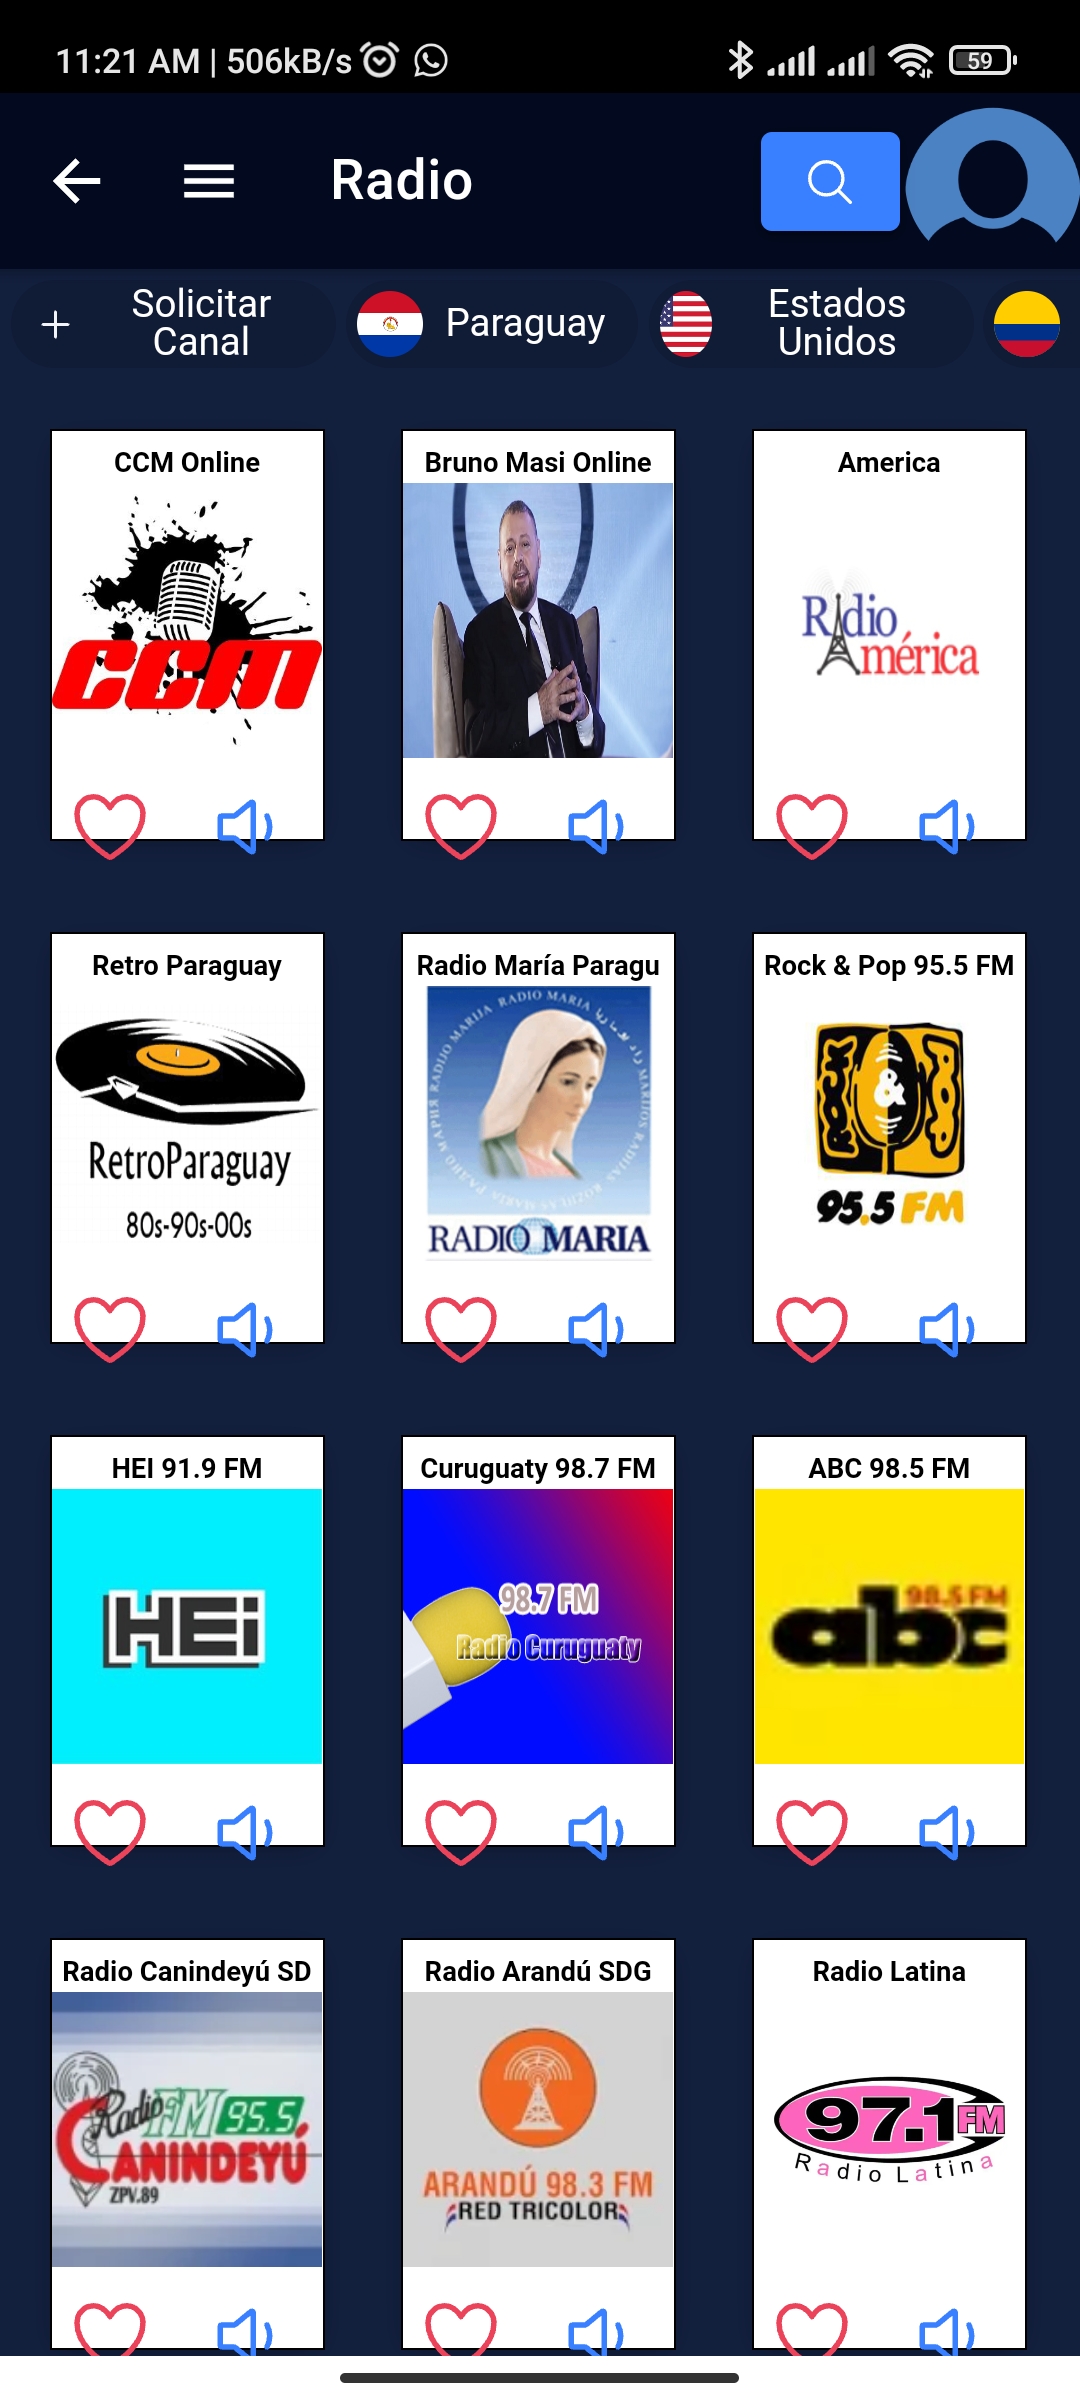 11:21 AM | 506kB/s
59
Radio
Solicitar
Canal
Paraguay
Estados
Unidos
CCM Online
Bruno Masi Online
America
CCM
Radio
América
Retro Paraguay
Radio María Paragu
Rock & Pop 95.5 FM
RetroParaguay
80s-90s-00s
RADIO MARIA
ROCK & POP
95.5 FM
HEI 91.9 FM
Curuguaty 98.7 FM
ABC 98.5 FM
HEi
98.7 FM
Radio Curuguaty
98.5 FM
abc
Radio Canindeyú SD
Radio Arandú SDG
Radio Latina
Radio FM 95.5
CANINDEYÚ
ZPV.89
ARANDÚ 98.3 FM
RED TRICOLOR
97.1 FM
Radio Latina